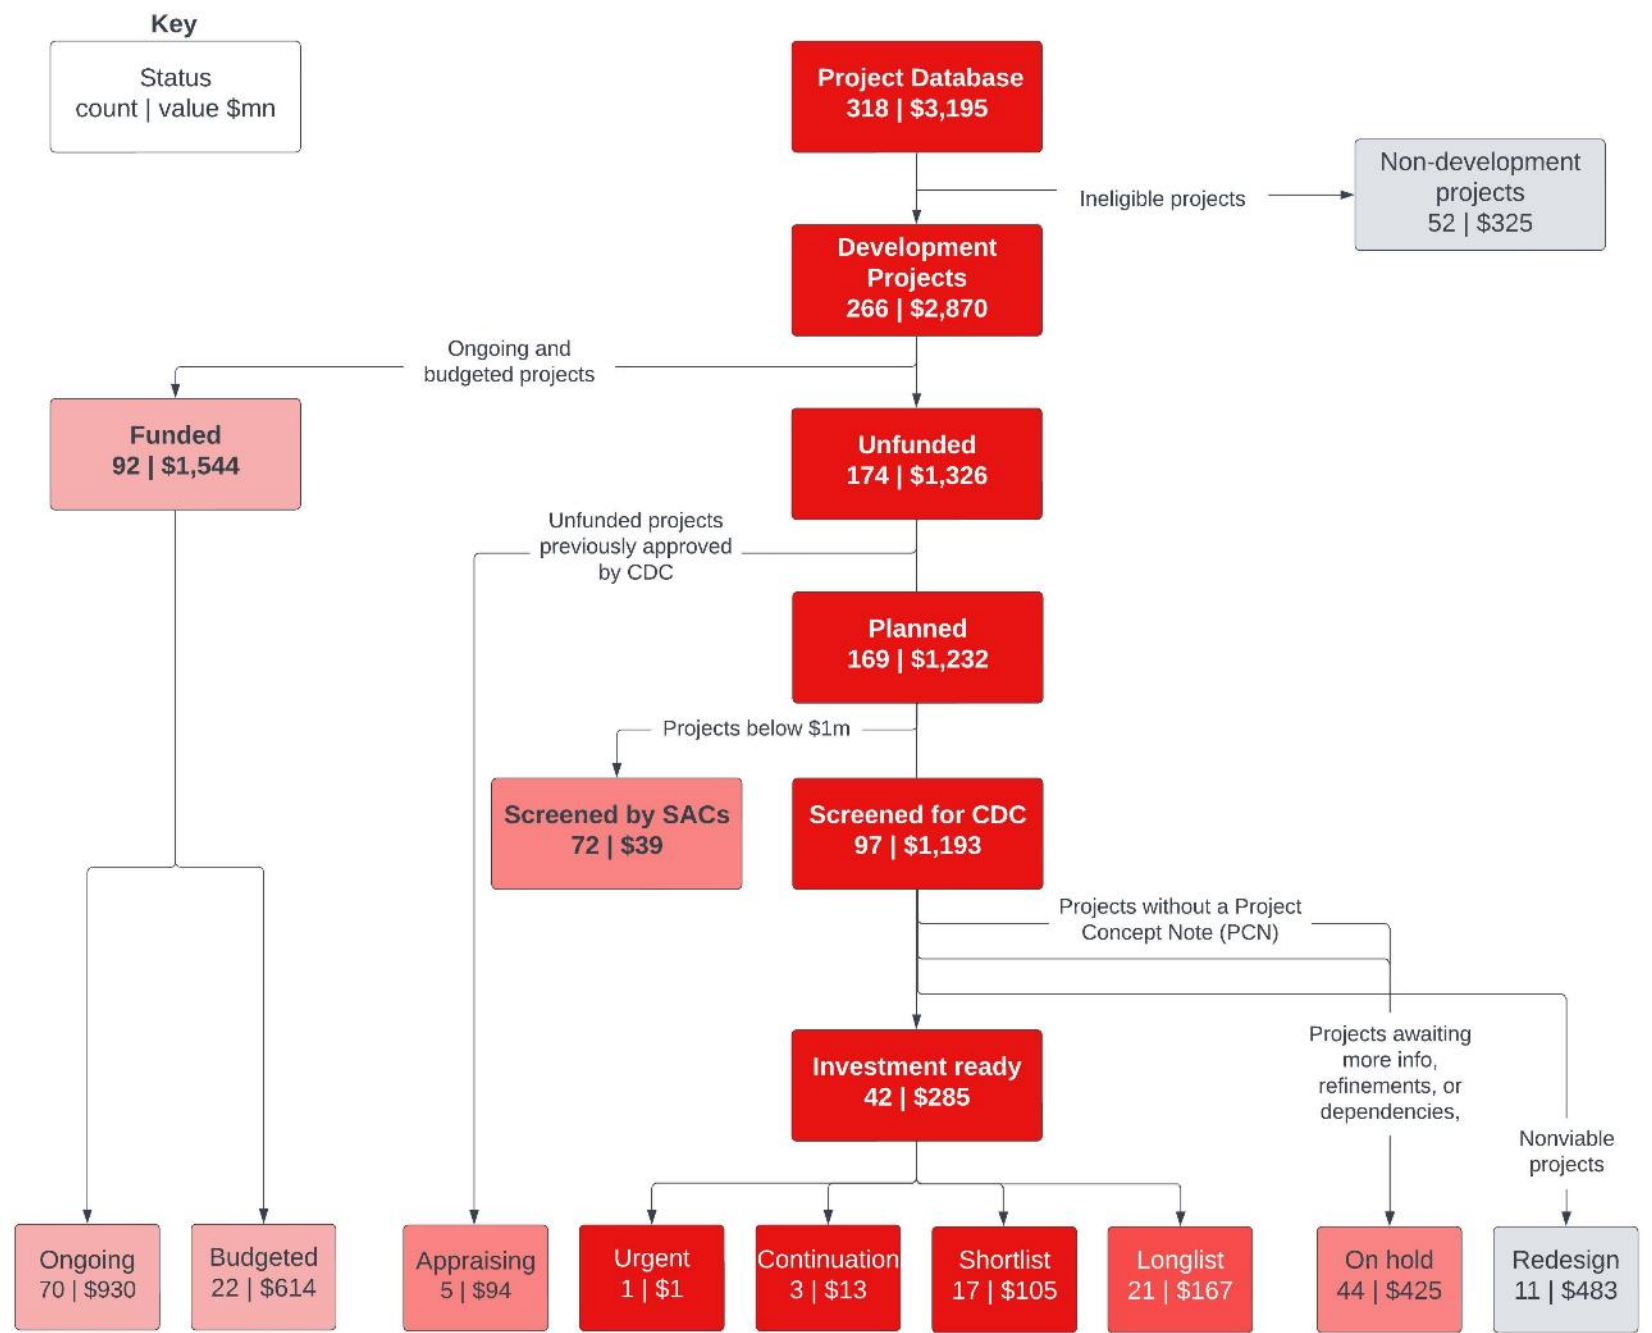 Key
Status
count | value $mn
Project Database
318 | $3,195
Non-development
projects
52 | $325
Ineligible projects
Development
Projects
266 | $2,870
Ongoing and
budgeted projects
Funded
92 | $1,544
Unfunded
174 | $1,326
Unfunded projects
previously approved
by CDC
Planned
169 | $1,232
Projects below $1m
Screened by SACs
72 | $39
Screened for CDC
97 | $1,193
Projects without a Project
Concept Note (PCN)
Investment ready
42 | $285
Projects awaiting
more info,
refinements, or
dependencies,
Nonviable
projects
Ongoing
70 | $930
Budgeted
22 | $614
Appraising
5 | $94
Urgent
1 | $1
Continuation
3 | $13
Shortlist
17 | $105
Longlist
21 | $167
On hold
44 | $425
Redesign
11 | $483